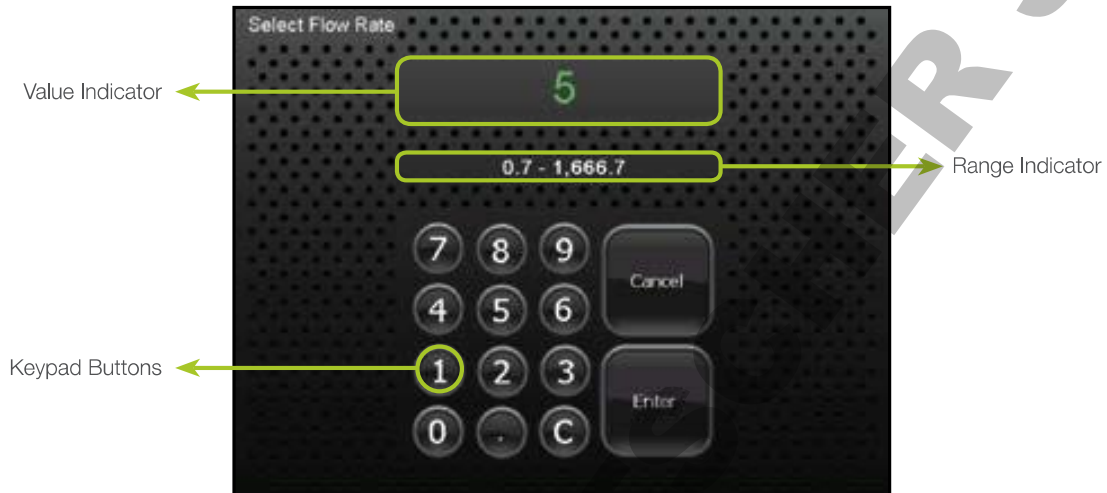 Select Flow Rate
5
Value Indicator
0.7 - 1,666.7
Range Indicator
7 8 9
Cancel
4 5 6
Keypad Buttons
1 2 3
Enter
0 . C